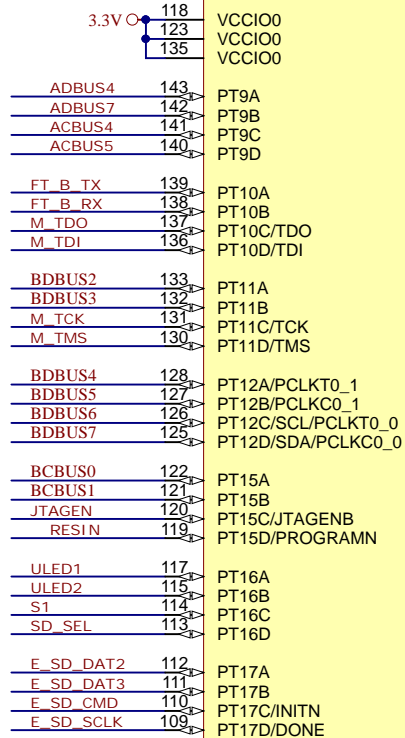 3.3V 118 VCCIO0
123 VCCIO0
135 VCCIO0
ADBUS4 143 PT9A
ADBUS7 142 PT9B
ACBUS4 141 PT9C
ACBUS5 140 PT9D
FT_B_TX 139 PT10A
FT_B_RX 138 PT10B
M_TDO 137 PT10C/TDO
M_TDI 136 PT10D/TDI
BDBUS2 133 PT11A
BDBUS3 132 PT11B
M_TCK 131 PT11C/TCK
M_TMS 130 PT11D/TMS
BDBUS4 128 PT12A/PCLKT0_1
BDBUS5 127 PT12B/PCLKC0_1
BDBUS6 126 PT12C/SCL/PCLKT0_0
BDBUS7 125 PT12D/SDA/PCLKC0_0
BCBUS0 122 PT15A
BCBUS1 121 PT15B
JTAGEN 120 PT15C/JTAGENB
RESIN 119 PT15D/PROGRAMN
ULED1 117 PT16A
ULED2 115 PT16B
S1 114 PT16C
SD_SEL 113 PT16D
E_SD_DAT2 112 PT17A
E_SD_DAT3 111 PT17B
E_SD_CMD 110 PT17C/INITN
E_SD_SCLK 109 PT17D/DONE